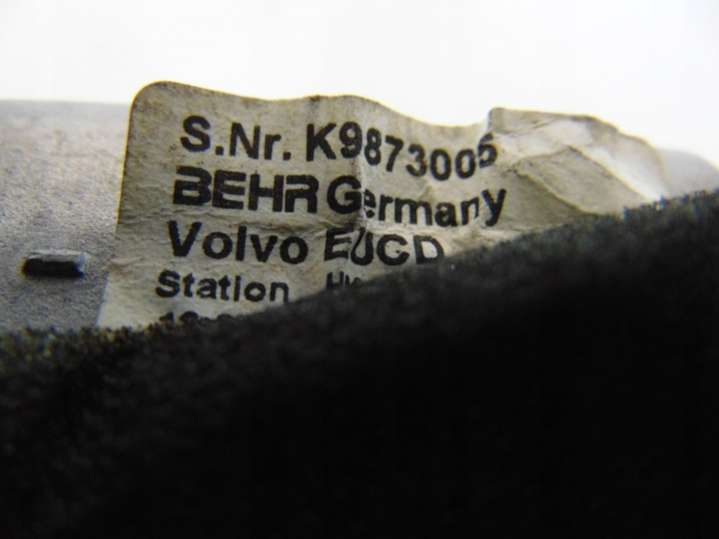 S.Nr. K9873005
BEHR Germany
Volvo EUCD
Station